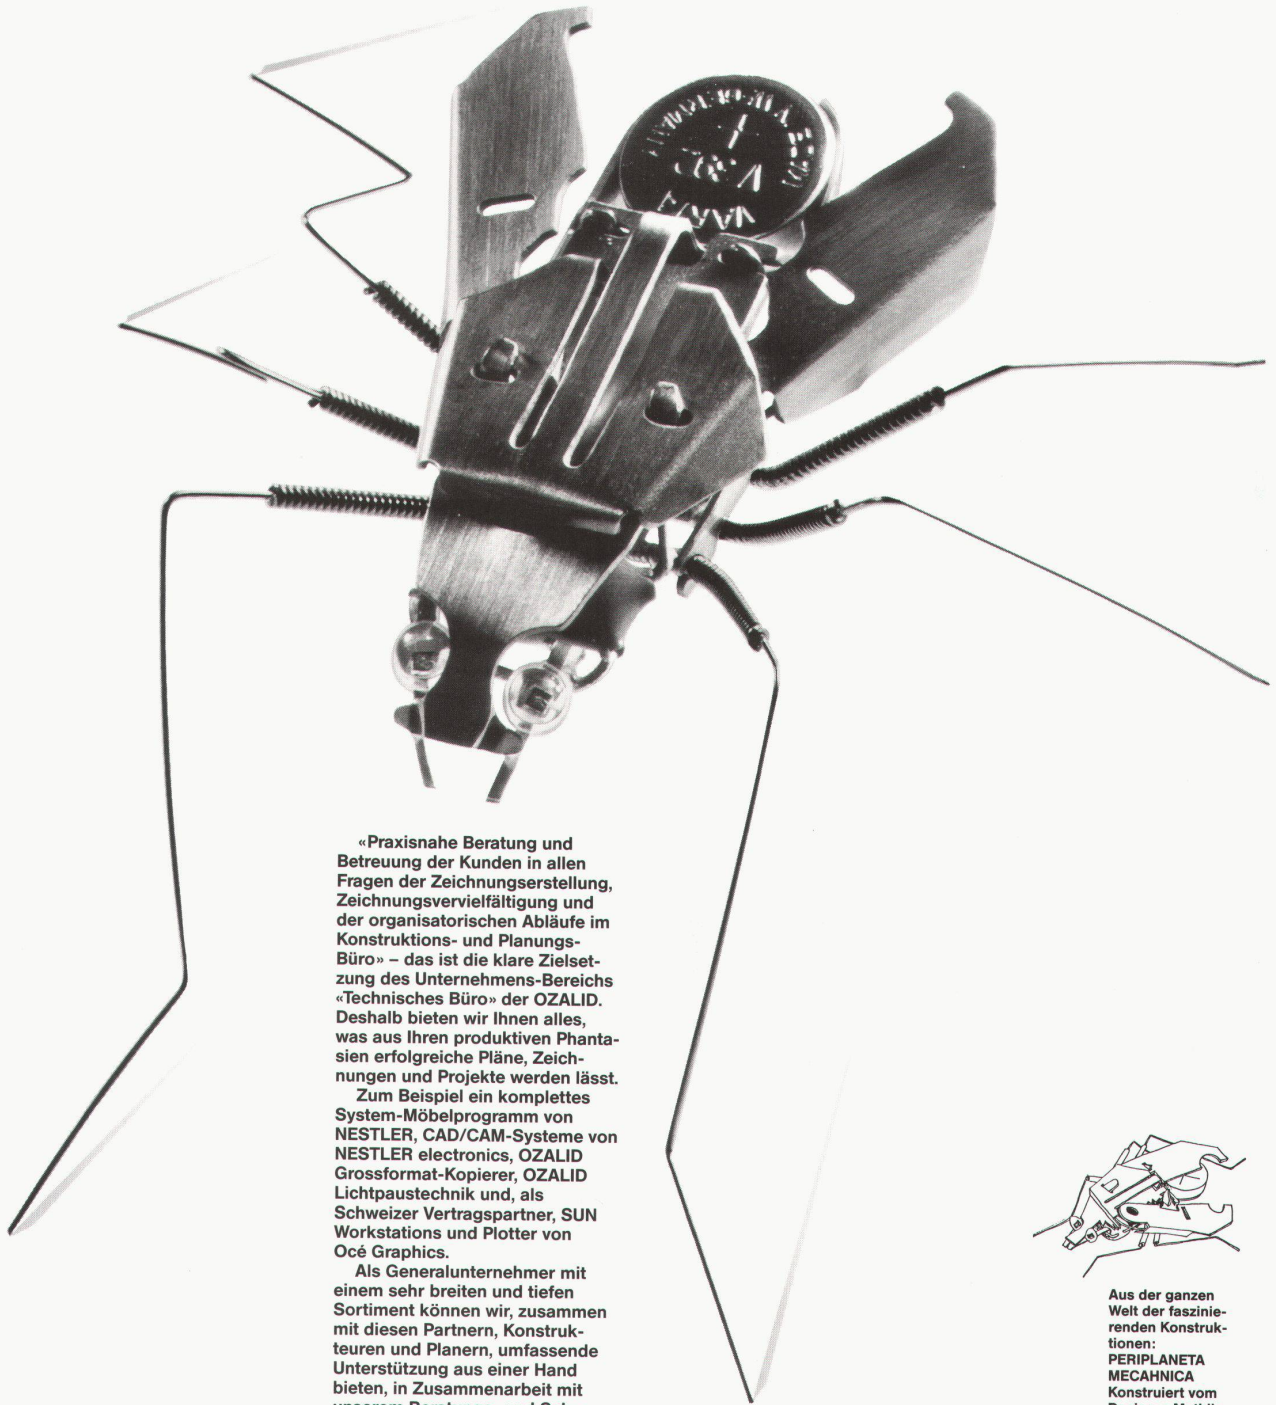 «Praxisnahe Beratung und
Betreuung der Kunden in allen
Fragen der Zeichnungserstellung,
Zeichnungsvervielfältigung und
der organisatorischen Abläufe im
Konstruktions- und Planungs-
Büro» – das ist die klare Zielset-
zung des Unternehmens-Bereichs
«Technisches Büro» der OZALID.
Deshalb bieten wir Ihnen alles,
was aus Ihren produktiven Phanta-
sien erfolgreiche Pläne, Zeich-
nungen und Projekte werden lässt.
Zum Beispiel ein komplettes
System-Möbelprogramm von
NESTLER, CAD/CAM-Systeme von
NESTLER electronics, OZALID
Grossformat-Kopierer, OZALID
Lichtpaustechnik und, als
Schweizer Vertragspartner, SUN
Workstations und Plotter von
Océ Graphics.
Als Generalunternehmer mit
einem sehr breiten und tiefen
Sortiment können wir, zusammen
mit diesen Partnern, Konstruk-
teuren und Planern, umfassende
Unterstützung aus einer Hand
bieten, in Zusammenarbeit mit
Aus der ganzen
Welt der faszinie-
renden Konstruk-
tionen:
PERIPLANETA
MECAHNICA
Konstruiert vom